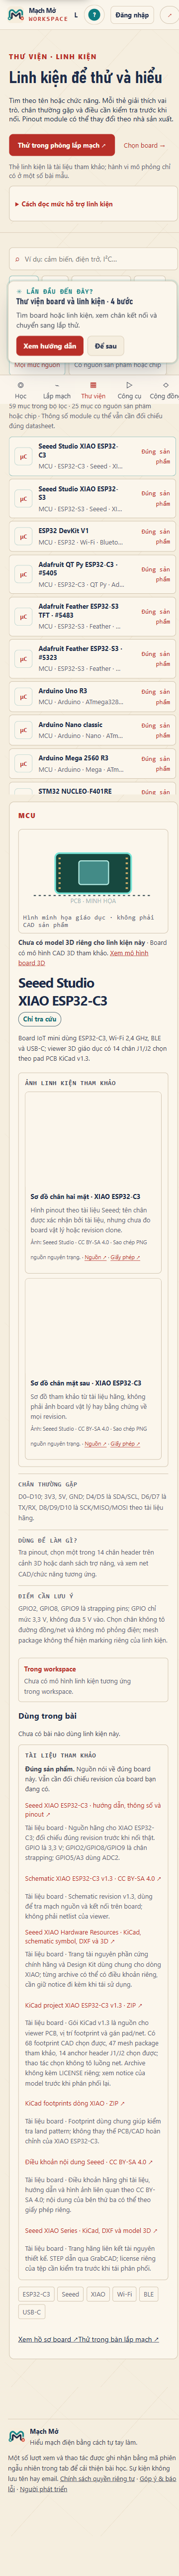 Mạch Mở
WORKSPACE
L
T
Đăng nhập
THƯ VIỆN · LINH KIỆN
Linh kiện để thử và hiểu
Tìm theo tên hoặc chức năng. Mỗi thẻ giải thích vai
trò, chân thường gặp và điều cần kiểm tra trước khi
nối. Pinout module có thể thay đổi theo nhà sản xuất.
Thử trong phòng lắp mạch ↗
Chọn board →
Thẻ linh kiện là tài liệu tham khảo; hành vi mô phỏng chỉ
có ở một số bài mẫu.
▸ Cách đọc mức hỗ trợ linh kiện
Ví dụ: cảm biến, điện trở, I²C...
LẦN ĐẦU ĐẾN ĐÂY?
Thư viện board và linh kiện · 4 bước
Tìm board hoặc linh kiện, xem chân kết nối và
chuyển sang lắp thử.
Xem hướng dẫn
Để sau
Mọi mức nguồn
Có nguồn sản phẩm hoặc chip
Học
Lắp mạch
Thư viện
Công cụ
Cộng đồng
59 mục trong bộ lọc · 25 mục có nguồn sản phẩm
hoặc chip · Thông số module cụ thể vẫn cần đối chiếu
đúng datasheet.
µC
Seeed Studio XIAO ESP32-
C3
MCU · ESP32-C3 · Seeed · XI...
Đúng sản
phẩm
µC
Seeed Studio XIAO ESP32-
S3
MCU · ESP32-S3 · Seeed · XI...
Đúng sản
phẩm
µC
ESP32 DevKit V1
MCU · ESP32 · Wi-Fi · Blueto...
Đúng sản
phẩm
µC
Adafruit QT Py ESP32-C3 ·
#5405
MCU · ESP32-C3 · QT Py · Ad...
Đúng sản
phẩm
µC
Adafruit Feather ESP32-S3
TFT · #5483
MCU · ESP32-S3 · Feather · ...
Đúng sản
phẩm
µC
Adafruit Feather ESP32-S3 ·
#5323
MCU · ESP32-S3 · Feather · ...
Đúng sản
phẩm
µC
Arduino Uno R3
MCU · Arduino · ATmega328...
Đúng sản
phẩm
µC
Arduino Nano classic
MCU · Arduino · Nano · ATm...
Đúng sản
phẩm
µC
Arduino Mega 2560 R3
MCU · Arduino · Mega · ATm...
Đúng sản
phẩm
µC
STM32 NUCLEO-F401RE
Đúng sản
MCU
PCB · MINH HỌA
Hình minh họa giáo dục · không phải
CAD sản phẩm
Chưa có model 3D riêng cho linh kiện này · Board
có mô hình CAD 3D tham khảo. Xem mô hình
board 3D
Seeed Studio
XIAO ESP32-C3
Chỉ tra cứu
Board IoT mini dùng ESP32-C3, Wi-Fi 2,4 GHz, BLE
và USB-C; viewer 3D giáo dục có 14 chân J1/J2 chọn
theo pad PCB KiCad v1.3.
ẢNH LINH KIỆN THAM KHẢO
Sơ đồ chân hai mặt · XIAO ESP32-C3
Hình pinout theo tài liệu Seeed; tên chân
được xác nhận bởi tài liệu, nhưng chưa đo
board vật lý hoặc revision clone.
Ảnh: Seeed Studio · CC BY-SA 4.0 · Sao chép PNG
nguồn nguyên trạng. · Nguồn ↗ · Giấy phép ↗
Sơ đồ chân mặt sau · XIAO ESP32-C3
Sơ đồ tham khảo từ tài liệu hãng, không
phải ảnh board vật lý hay bằng chứng về
mọi revision.
Ảnh: Seeed Studio · CC BY-SA 4.0 · Sao chép PNG
nguồn nguyên trạng. · Nguồn ↗ · Giấy phép ↗
CHÂN THƯỜNG GẶP
D0–D10; 3V3, 5V, GND; D4/D5 là SDA/SCL, D6/D7 là
TX/RX, D8/D9/D10 là SCK/MISO/MOSI theo tài liệu
hãng.
DÙNG ĐỂ LÀM GÌ?
Tra pinout, chọn một trong 14 chân header trên
cảnh 3D hoặc danh sách trợ năng, và xem net
CAD/chức năng tương ứng.
ĐIỂM CẦN LƯU Ý
GPIO2, GPIO8, GPIO9 là strapping pins; GPIO chỉ
mức 3,3 V, không đưa 5 V vào. Chọn chân không tô
đường đồng/net và không mô phỏng điện; mesh
package không thể hiện marking riêng của linh kiện.
Trong workspace
Chưa có mô hình linh kiện tương ứng
trong workspace.
Dùng trong bài
Chưa có bài nào dùng linh kiện này.
TÀI LIỆU THAM KHẢO
Đúng sản phẩm. Nguồn nói về đúng board
này. Vẫn cần đối chiếu revision của board bạn
đang có.
Seeed XIAO ESP32-C3 · hướng dẫn, thông số và
pinout ↗
Tài liệu board · Nguồn hãng cho XIAO ESP32-
C3; đối chiếu đúng revision trước khi nối thật.
GPIO là 3,3 V; GPIO2/GPIO8/GPIO9 là chân
strapping; GPIO5/A3 dùng ADC2.
Schematic XIAO ESP32-C3 v1.3 · CC BY-SA 4.0 ↗
Tài liệu board · Schematic revision v1.3, dùng
để tra mạch nguồn và kết nối trên board;
không phải netlist của viewer.
Seeed XIAO Hardware Resources · KiCad,
schematic symbol, DXF và 3D ↗
Tài liệu board · Trang tài nguyên phần cứng
chính hãng và Design Kit dùng chung cho dòng
XIAO; từng archive có thể có điều khoản riêng,
cần giữ notice đi kèm khi tái sử dụng.
KiCad project XIAO ESP32-C3 v1.3 · ZIP ↗
Tài liệu board · Gói KiCad v1.3 là nguồn cho
viewer PCB, vị trí footprint và gán pad/net. Có
66 footprint CAD chọn được, 47 mesh package
tham khảo, 14 anchor header J1/J2 chọn được;
thao tác chọn không tô luồng net. Archive
không kèm LICENSE riêng; xem notice của
model trước khi phân phối lại.
KiCad footprints dòng XIAO · ZIP ↗
Tài liệu board · Footprint dùng chung giúp kiểm
tra land pattern; không thay thế PCB/CAD hoàn
chỉnh của XIAO ESP32-C3.
Điều khoản nội dung Seeed · CC BY-SA 4.0 ↗
Tài liệu board · Điều khoản hãng ghi tài liệu,
hướng dẫn và hình ảnh liên quan theo CC BY-
SA 4.0; nội dung của bên thứ ba có thể theo
giấy phép riêng.
Seeed XIAO Series · KiCad, DXF và model 3D ↗
Tài liệu board · Trang hãng liên kết tài nguyên
thiết kế. STEP dẫn qua GrabCAD; license riêng
của tệp cần kiểm tra trước khi tái phân phối.
ESP32-C3
Seeed
XIAO
Wi-Fi
BLE
USB-C
Xem hồ sơ board ↗Thử trong bàn lắp mạch ↗
Mạch Mở
Hiểu mạch điện bằng cách tự tay làm.
Một số lượt xem và thao tác được ghi nhận bằng mã phiên
ngẫu nhiên trong tab để cải thiện bài học. Sự kiện không
lưu tên hay email. Chính sách quyền riêng tư · Góp ý & báo
lỗi · Người phát triển